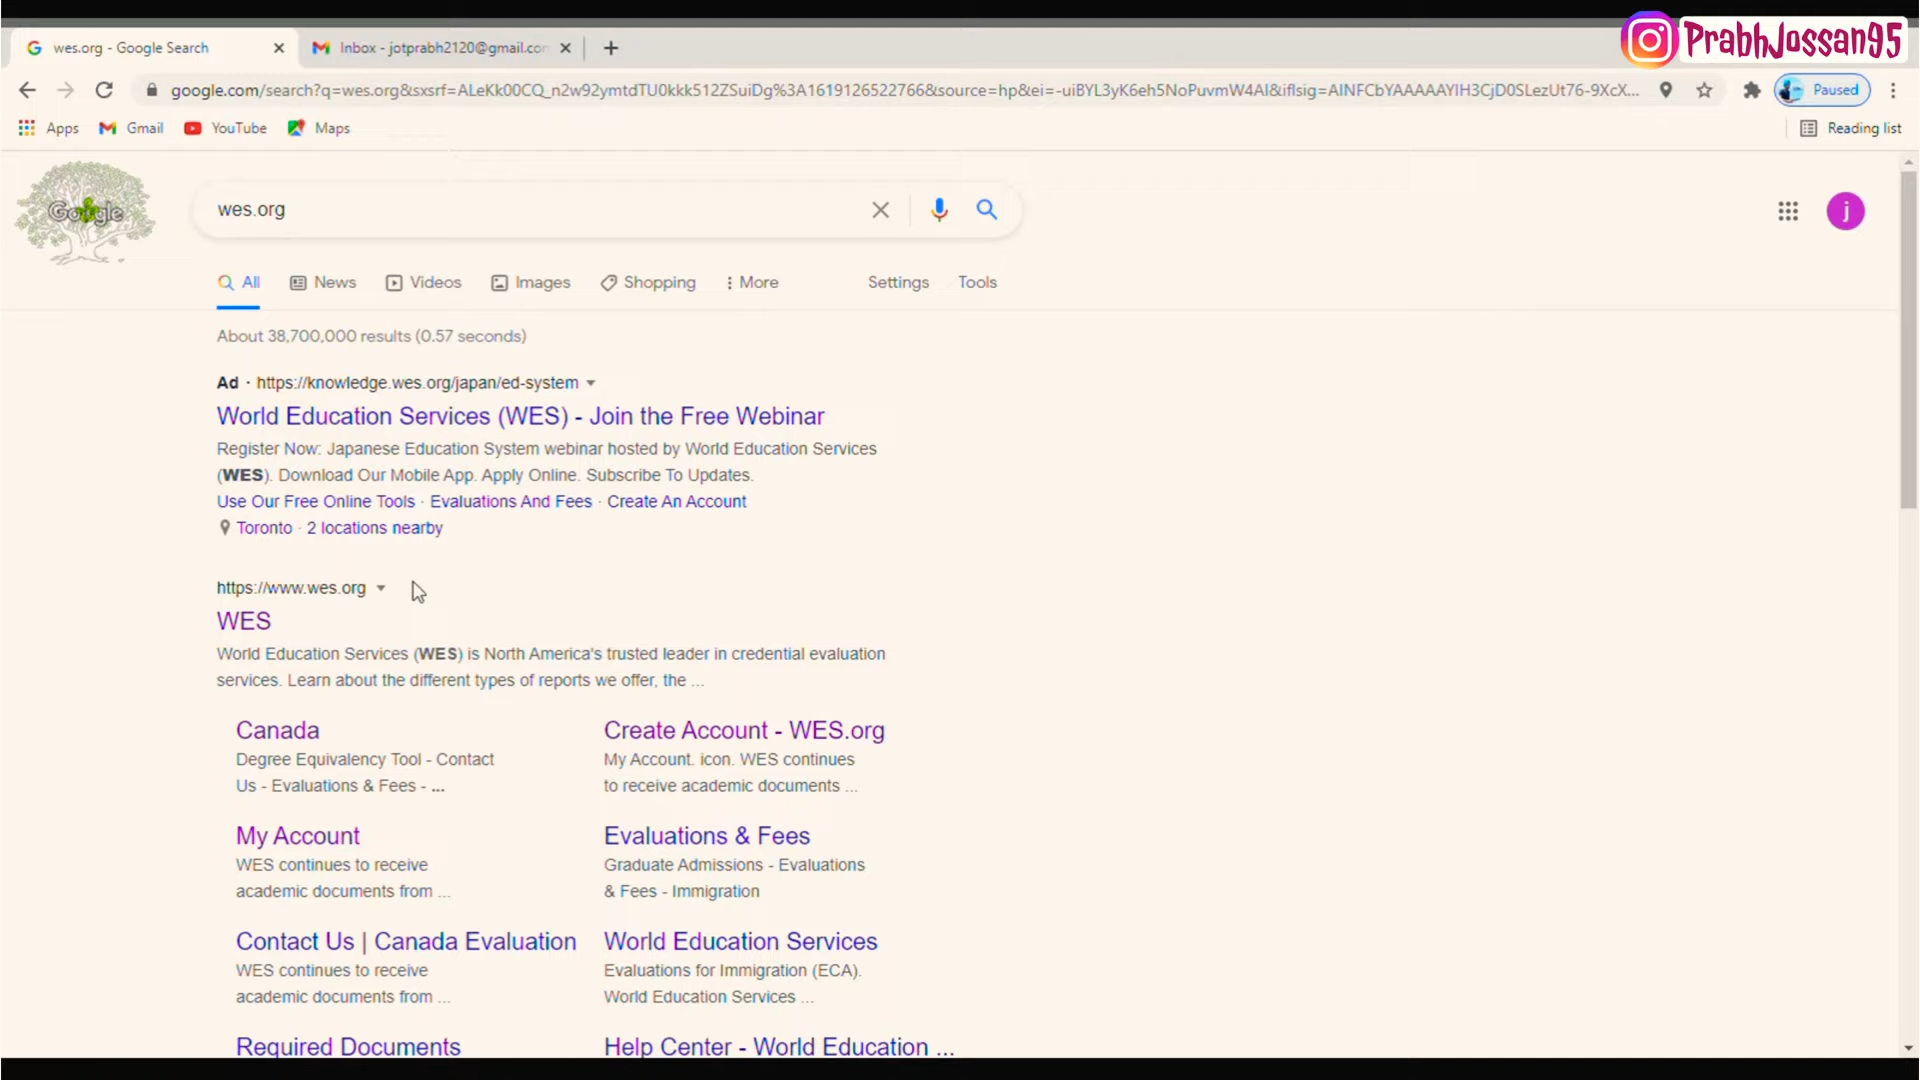 PrabhJossan95
wes.org - Google Search
Inbox - jotprabh2120@gmail.co
google.com/search?q=wes.org&sxsrf=ALeKk00CQ_n2w92ymtdTU0kkk512ZSuiDg%3A1619126522766&source=hp&ei=-uiBYL3yK6eh5NoPuvmW4AI&iflsig=AINFCbYAAAAAYIH3CjD0SLezUt76-9XcX...
Paused
Apps Gmail YouTube Maps
Reading list
Google
wes.org
j
All News Videos Images Shopping More Settings Tools
About 38,700,000 results (0.57 seconds)
Ad · https://knowledge.wes.org/japan/ed-system
World Education Services (WES) - Join the Free Webinar
Register Now: Japanese Education System webinar hosted by World Education Services
(WES). Download Our Mobile App. Apply Online. Subscribe To Updates.
Use Our Free Online Tools · Evaluations And Fees · Create An Account
Toronto · 2 locations nearby
https://www.wes.org
WES
World Education Services (WES) is North America's trusted leader in credential evaluation
services. Learn about the different types of reports we offer, the ...
Canada
Degree Equivalency Tool - Contact
Us - Evaluations & Fees - ...
Create Account - WES.org
My Account. icon. WES continues
to receive academic documents ...
My Account
WES continues to receive
academic documents from ...
Evaluations & Fees
Graduate Admissions - Evaluations
& Fees - Immigration
Contact Us | Canada Evaluation
WES continues to receive
academic documents from ...
World Education Services
Evaluations for Immigration (ECA).
World Education Services ...
Required Documents
Help Center - World Education ...